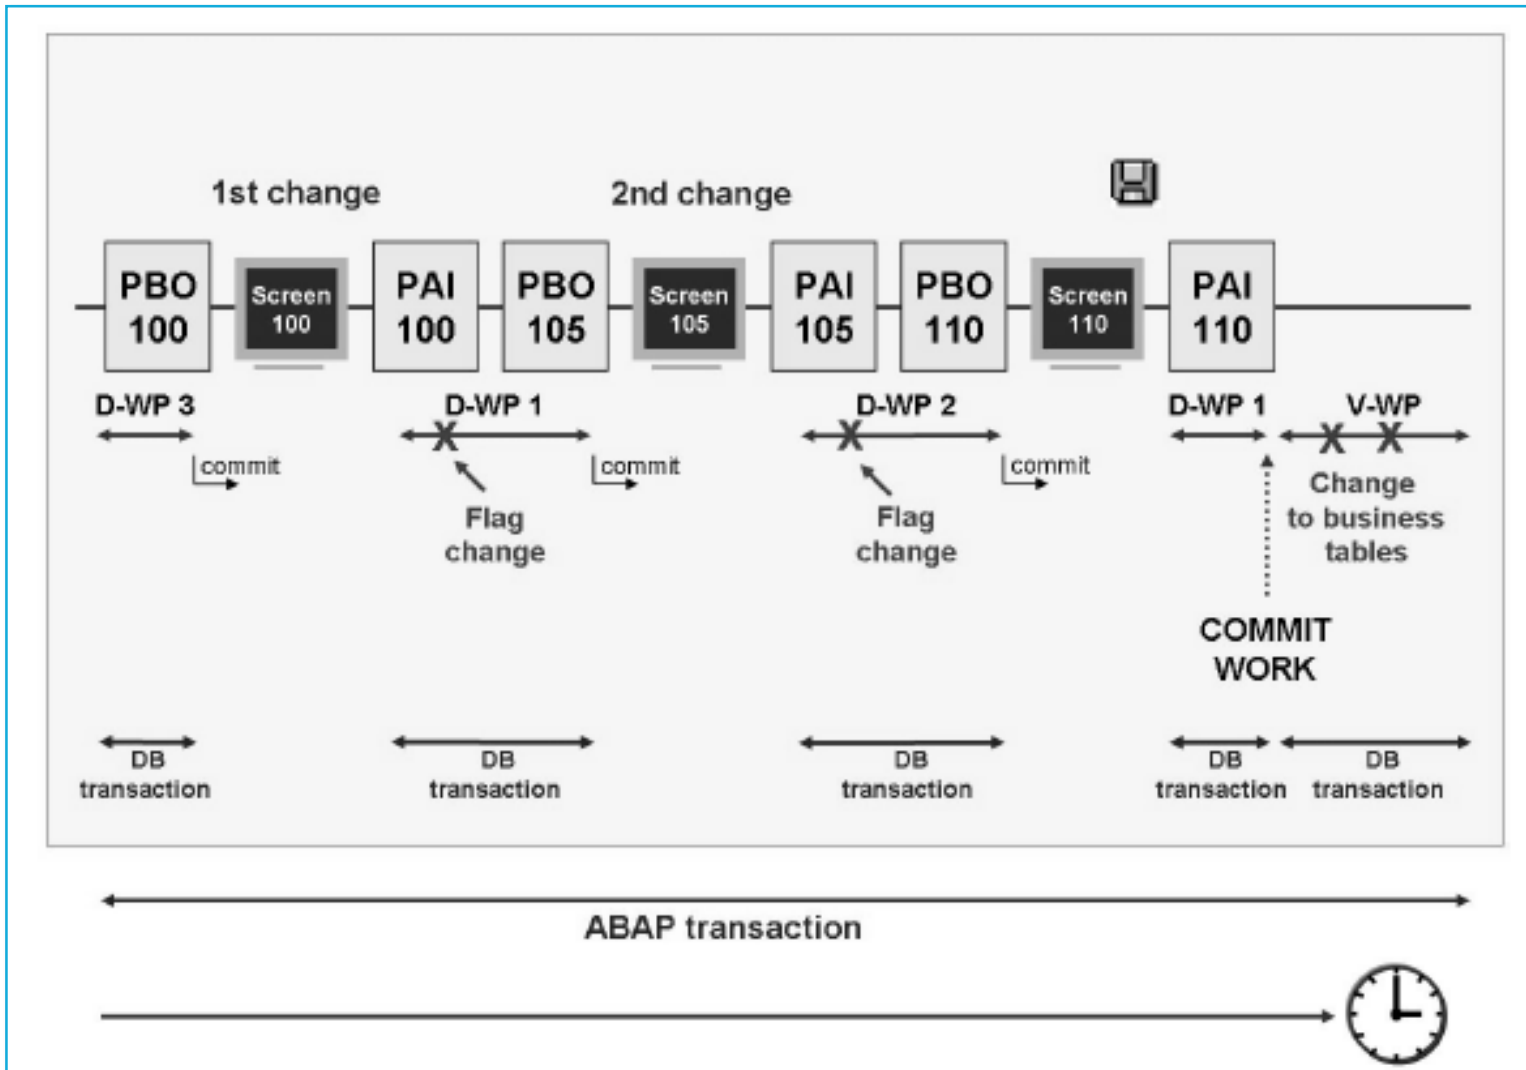 1st change
2nd change
PBO
100
Screen
100
PAI
100
PBO
105
Screen
105
PAI
105
PBO
110
Screen
110
PAI
110
D-WP 3
D-WP 1
D-WP 2
D-WP 1
V-WP
X
X
X
X
commit
commit
commit
Flag
change
Flag
change
Change
to business
tables
COMMIT
WORK
DB
transaction
DB
transaction
DB
transaction
DB
transaction
DB
transaction
ABAP transaction